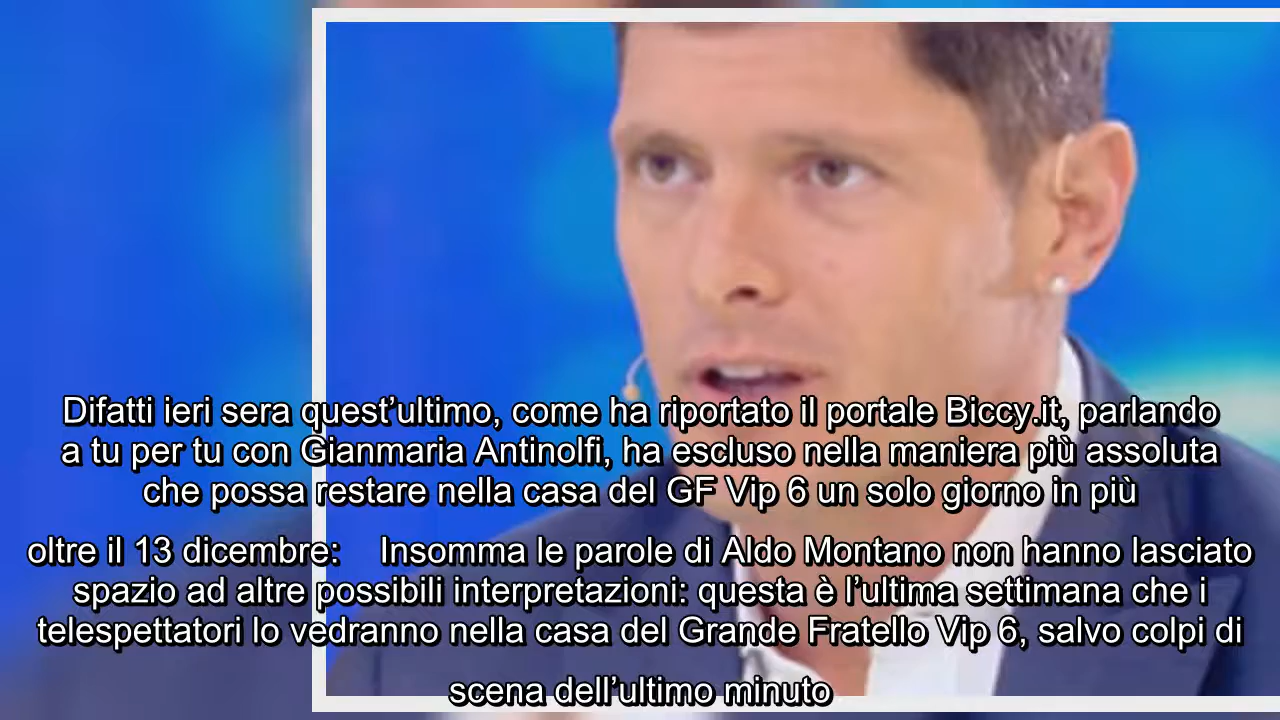 Difatti ieri sera quest’ultimo, come ha riportato il portale Biccy.it, parlando
a tu per tu con Gianmaria Antinolfi, ha escluso nella maniera più assoluta
che possa restare nella casa del GF Vip 6 un solo giorno in più
oltre il 13 dicembre: Insomma le parole di Aldo Montano non hanno lasciato
spazio ad altre possibili interpretazioni: questa è l’ultima settimana che i
telespettatori lo vedranno nella casa del Grande Fratello Vip 6, salvo colpi di
scena dell’ultimo minuto